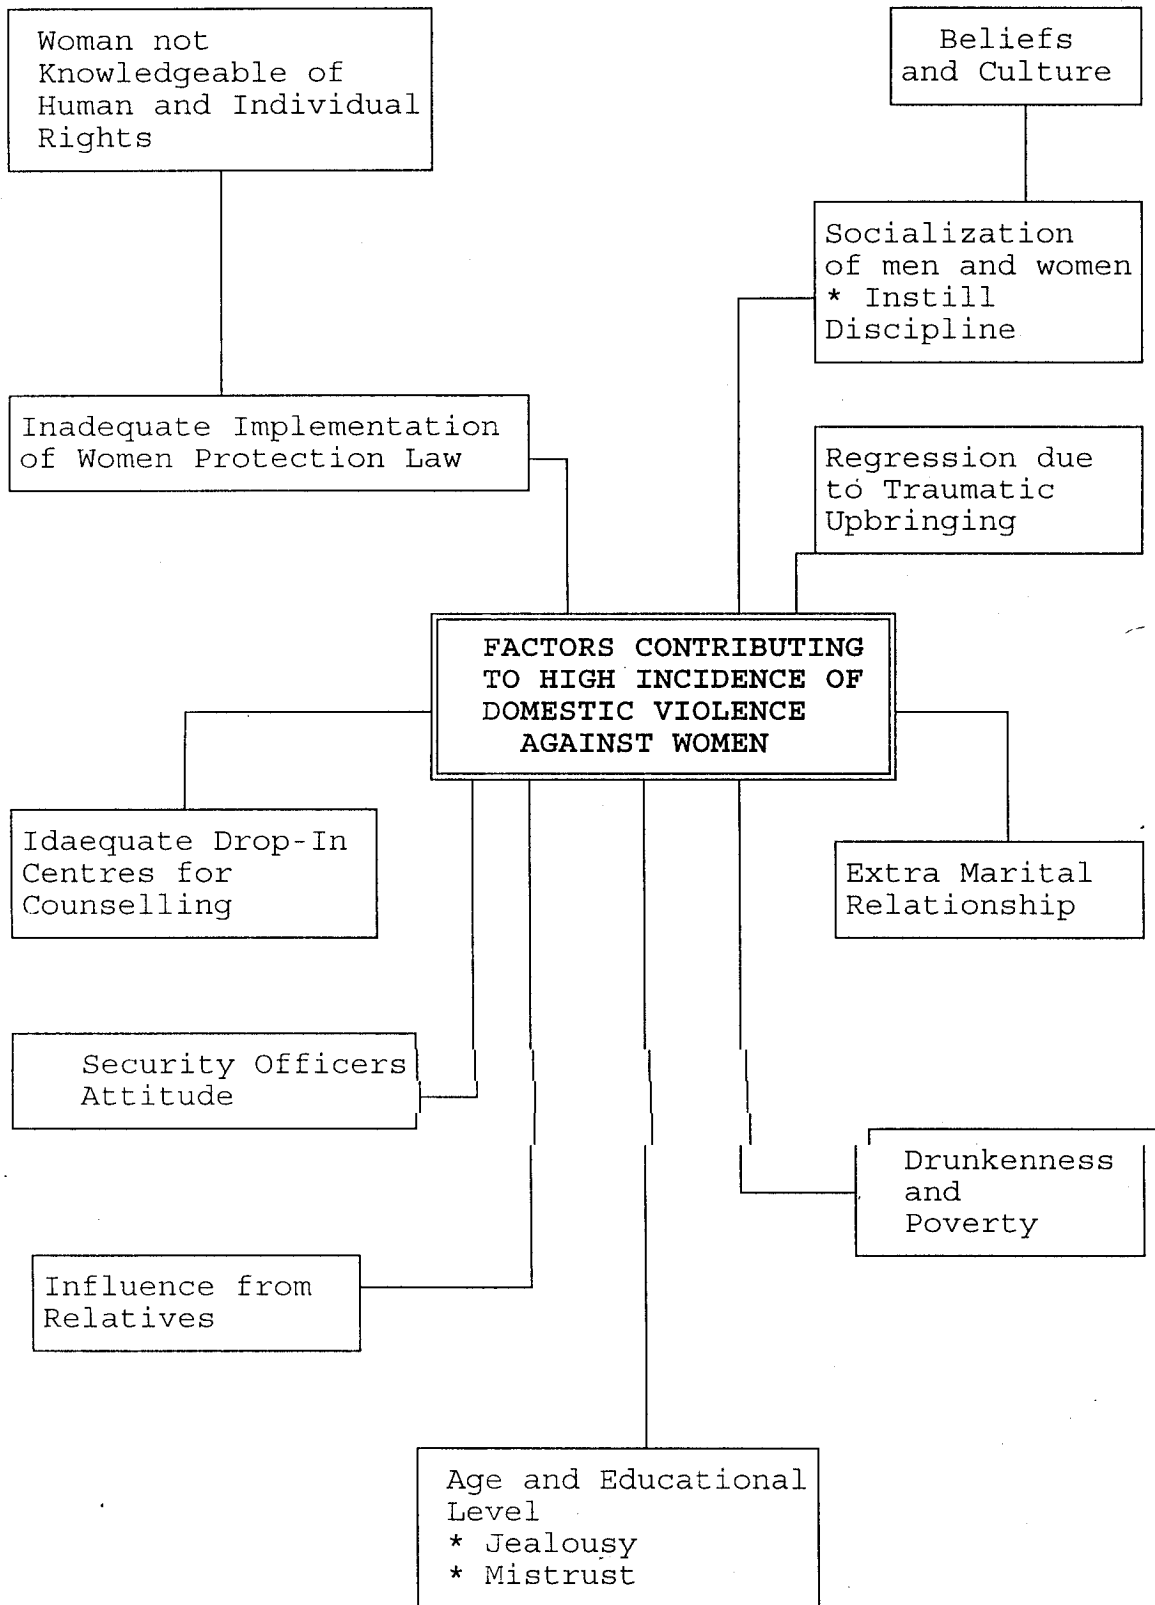 Woman not
Knowledgeable of
Human and Individual
Rights
Beliefs
and Culture
Socialization
of men and women
* Instill
Discipline
Inadequate Implementation
of Women Protection Law
Regression due
to Traumatic
Upbringing
FACTORS CONTRIBUTING
TO HIGH INCIDENCE OF
DOMESTIC VIOLENCE
AGAINST WOMEN
Idaequate Drop-In
Centres for
Counselling
Extra Marital
Relationship
Security Officers
Attitude
Drunkenness
and
Poverty
Influence from
Relatives
Age and Educational
Level
* Jealousy
* Mistrust